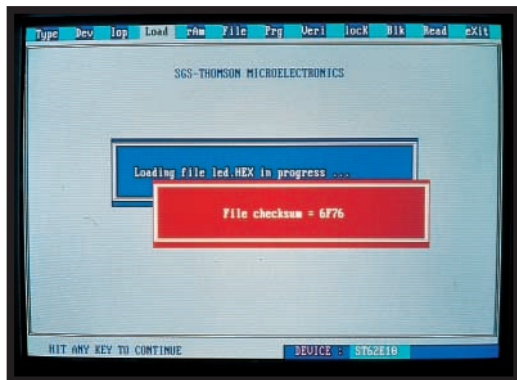 Type Dev Iop Load rAm File Prg Veri locK Blk Read eXit
SGS-THOMSON MICROELECTRONICS
Loading file led.HEX in progress ...
File checksum = 6F76
HIT ANY KEY TO CONTINUE
DEVICE : ST62E10